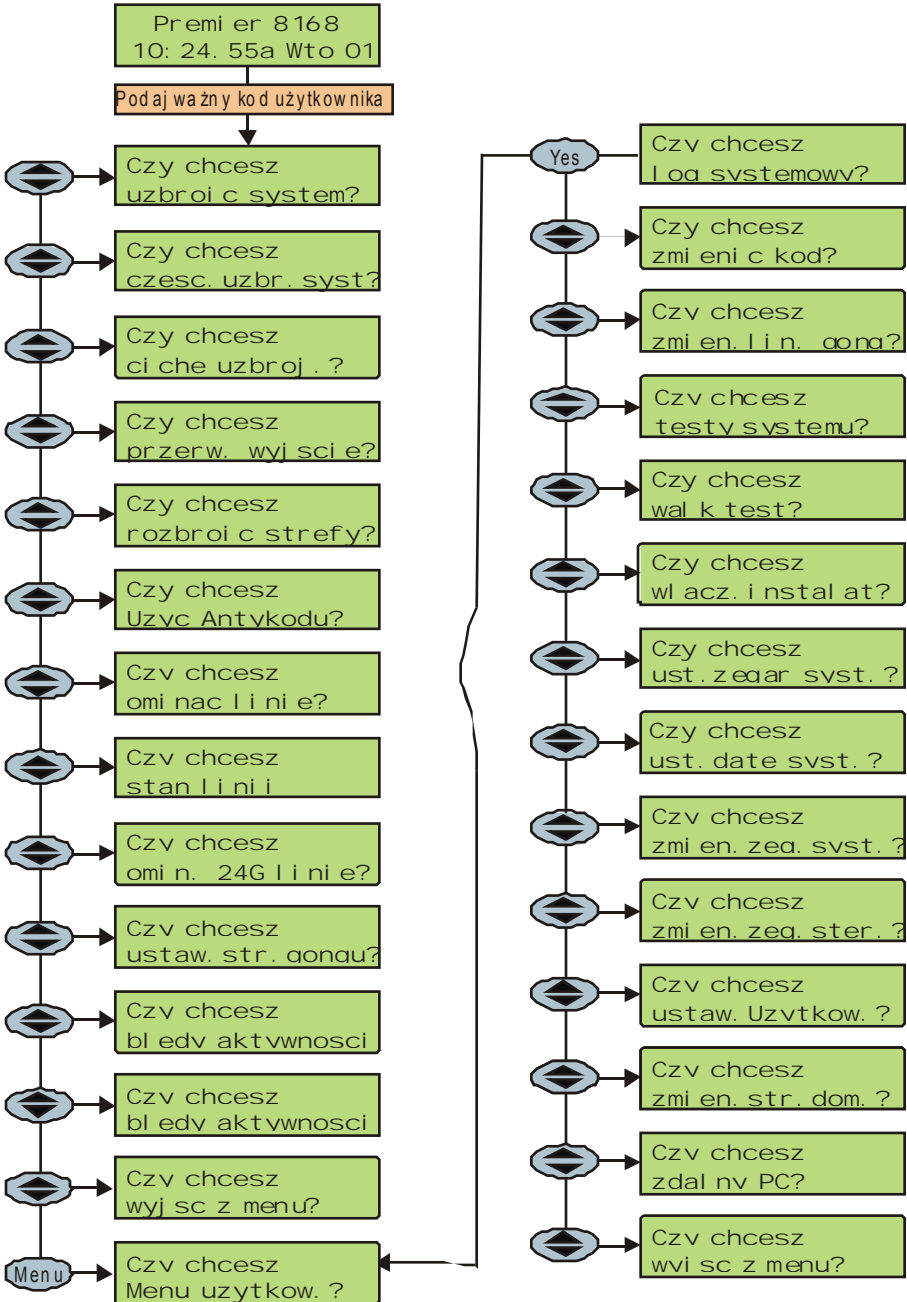 Premier 8168
10:24.55a Wto 01
Podaj ważny kod użytkownika
Czy chcesz
uzbroic system?
Czy chcesz
czesc.uzbr.syst?
Czy chcesz
ciche uzbroj.?
Czy chcesz
przerw. wyjscie?
Czy chcesz
rozbroic strefy?
Czy chcesz
Uzyc Antykodu?
Czy chcesz
ominac linie?
Czy chcesz
stan linii
Czy chcesz
omin. 24G linie?
Czy chcesz
ustaw.str.gongu?
Czy chcesz
bledy aktywnosci
Czy chcesz
bledy aktywnosci
Czy chcesz
wyjsc z menu?
Menu
Czy chcesz
Menu uzytkow.?
Yes
Czy chcesz
log systemowy?
Czy chcesz
zmienic kod?
Czy chcesz
zmien.lin. gong?
Czy chcesz
testy systemu?
Czy chcesz
walk test?
Czy chcesz
wlacz.instalat?
Czy chcesz
ust.zegar syst.?
Czy chcesz
ust.date syst.?
Czy chcesz
zmien.zeg.syst.?
Czy chcesz
zmien.zeg.ster.?
Czy chcesz
ustaw.Uzytkow.?
Czy chcesz
zmien.str.dom.?
Czy chcesz
zdalny PC?
Czy chcesz
wyjsc z menu?